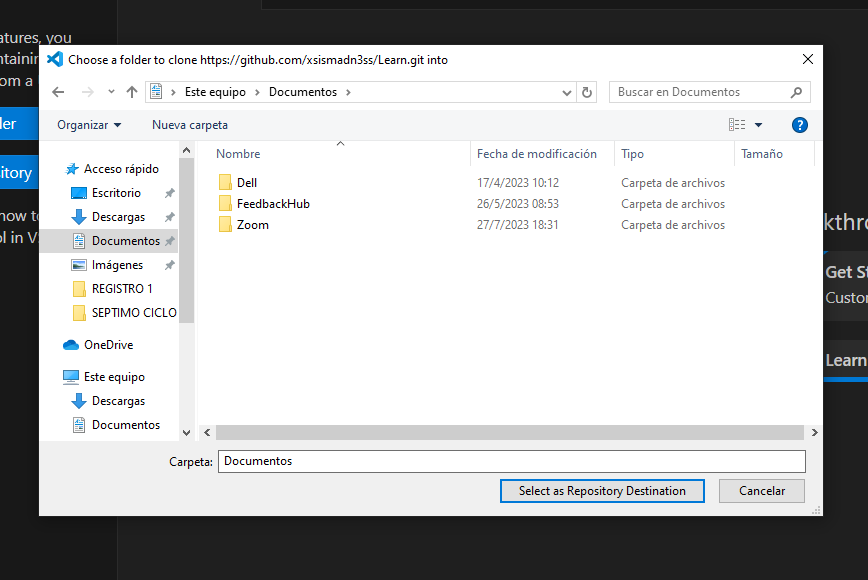 atures, you
Choose a folder to clone https://github.com/xsismadn3ss/Learn.git into
ntainin
om a
Este equipo > Documentos >
Buscar en Documentos
Organizar
Nueva carpeta
der
Nombre
Fecha de modificación
Tipo
Tamaño
Acceso rápido
Dell
17/4/2023 10:12
Carpeta de archivos
sitory
Escritorio
FeedbackHub
26/5/2023 08:53
Carpeta de archivos
how to
Descargas
Zoom
27/7/2023 18:31
Carpeta de archivos
kthro
ol in VS
Documentos
Imágenes
Get St
REGISTRO 1
Custo
SEPTIMO CICLO
OneDrive
Learn
Este equipo
Descargas
Documentos
Carpeta:
Documentos
Select as Repository Destination
Cancelar